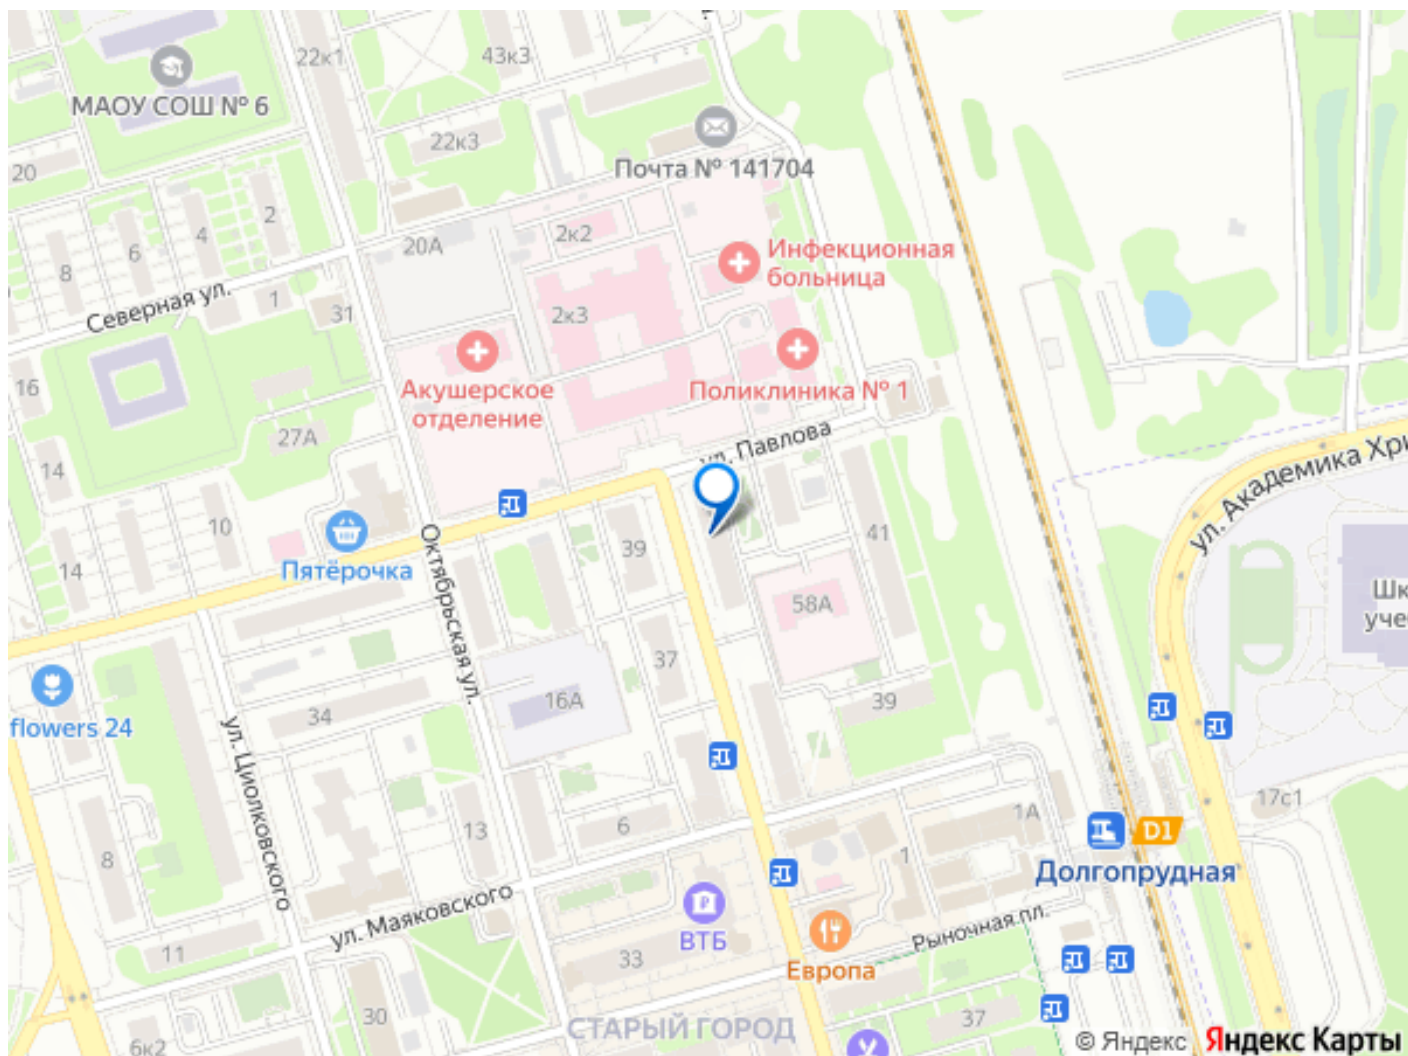 22к1
43к3
МАОУ СОШ № 6
22к3
Почта № 141704
20
2
4
6
8
20А
2к2
Инфекционная
больница
Северная ул.
1
31
2к3
16
Акушерское
отделение
Поликлиника № 1
27А
ул. Павлова
14
10
ул. Академика Хри
Пятёрочка
14
Октябрьская ул.
39
41
58А
Шк
уче
37
16А
39
34
flowers 24
ул. Циолковского
13
6
1А
17с1
D1
8
1
Долгопрудная
ул. Маяковского
ВТБ
Рыночная пл.
11
33
Европа
30
СТАРЫЙ ГОРОД
37
6к2
© Яндекс Яндекс Карты